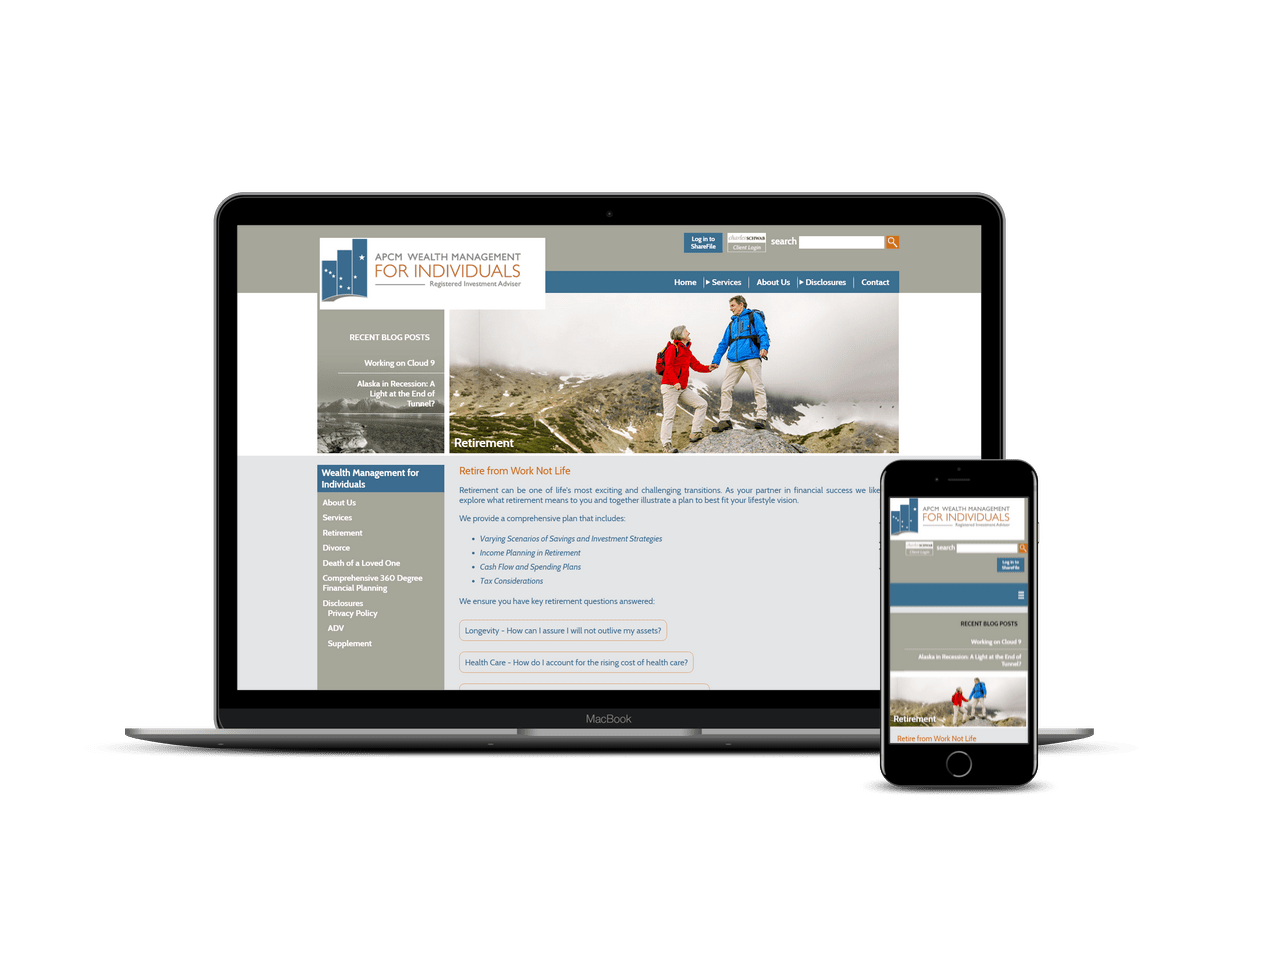 Log in to
ShareFile
charles SCHWAB
Client Login
search
APCM WEALTH MANAGEMENT
FOR INDIVIDUALS
Registered Investment Adviser
Home
Services
About Us
Disclosures
Contact
RECENT BLOG POSTS
Working on Cloud 9
Alaska in Recession: A
Light at the End of
Tunnel?
Retirement
Wealth Management for
Individuals
About Us
Services
Retirement
Divorce
Death of a Loved One
Comprehensive 360 Degree
Financial Planning
Disclosures
Privacy Policy
ADV
Supplement
Retire from Work Not Life
Retirement can be one of life's most exciting and challenging transitions. As your partner in financial success we like
explore what retirement means to you and together illustrate a plan to best fit your lifestyle vision.
We provide a comprehensive plan that includes:
• Varying Scenarios of Savings and Investment Strategies
• Income Planning in Retirement
• Cash Flow and Spending Plans
• Tax Considerations
We ensure you have key retirement questions answered:
Longevity - How can I assure I will not outlive my assets?
Health Care - How do I account for the rising cost of health care?
MacBook
APCM WEALTH MANAGEMENT
FOR INDIVIDUALS
Registered Investment Adviser
charles SCHWAB
Client Login
search
Log in to
ShareFile
RECENT BLOG POSTS
Working on Cloud 9
Alaska in Recession: A Light at the End of
Tunnel?
Retirement
Retire from Work Not Life